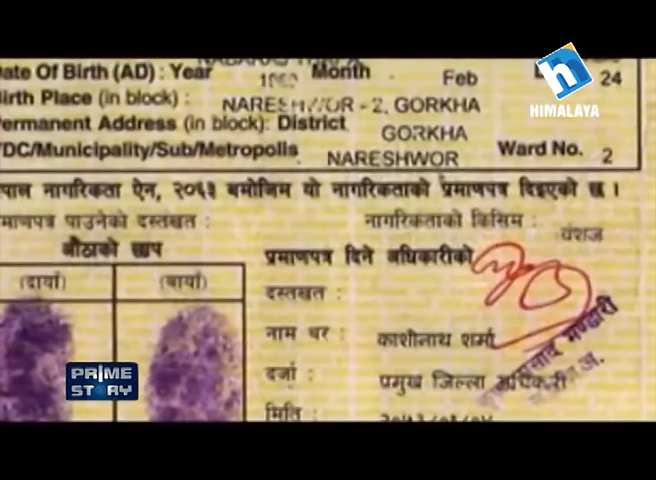 Date Of Birth (AD) : Year Month Feb 24
HIMALAYA
Birth Place (in block) : NARESHWOR - 2, GORKHA
Permanent Address (in block): District GORKHA
VDC/Municipality/Sub/Metropolis NARESHWOR Ward No. 2
नेपाल नागरिकता ऐन, २०६३ बमोजिम यो नागरिकताको प्रमाणपत्र दिइएको छ ।
प्रमाणपत्र पाउनेको दस्तखत : नागरिकताको किसिम : वंशज
बौठाको छाप प्रमाणपत्र दिने अधिकारीको
(दायाँ) (बायाँ) दस्तखत :
नाम थर : काशीनाथ शर्मा
PRIME STORY
दर्जा : प्रमुख जिल्ला अधिकारी
मिति :
भण्डारी